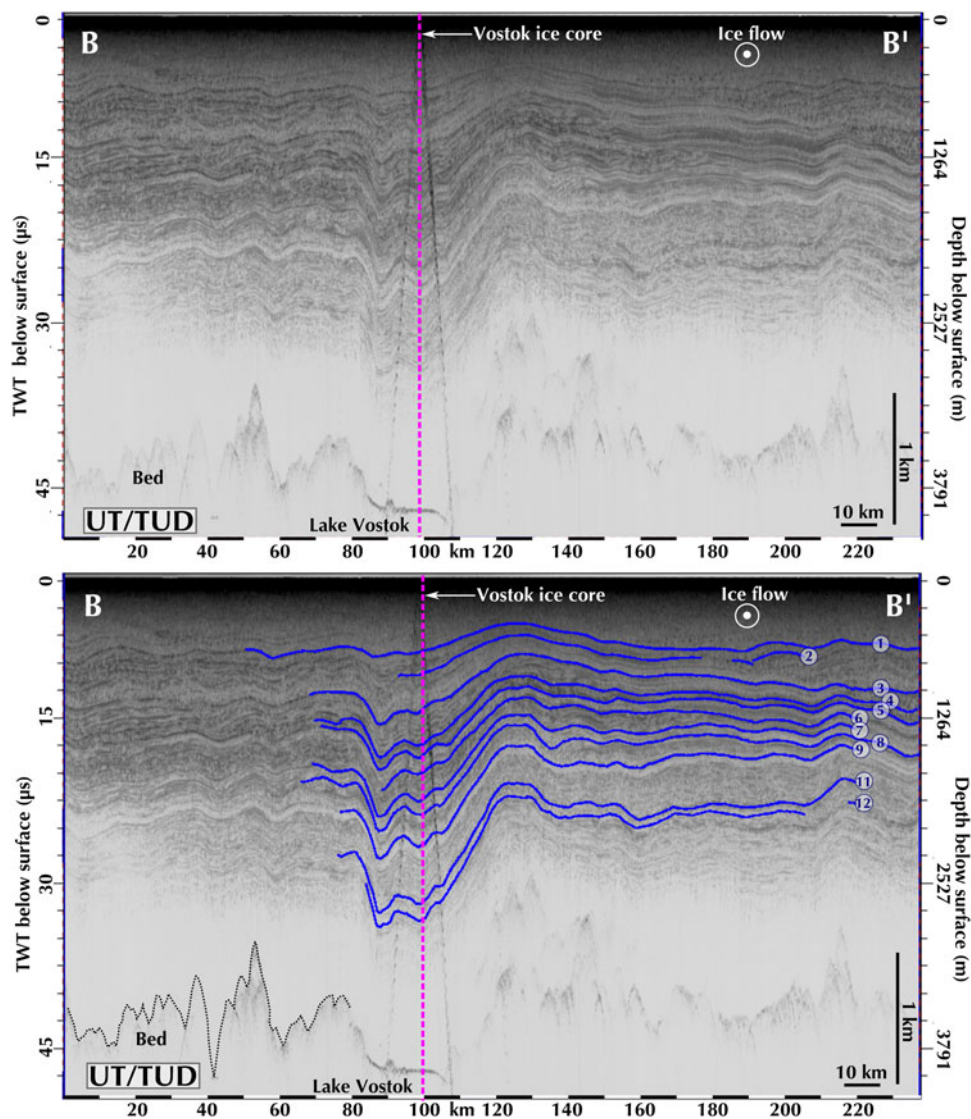 0
B
Vostok ice core
Ice flow
B'
0
15
1264
30
2527
45
3791
TWT below surface (µs)
Depth below surface (m)
1 km
Bed
UT/TUD
Lake Vostok
10 km
20 40 60 80 100 km 120 140 160 180 200 220
0
B
Vostok ice core
Ice flow
B'
0
1
2
3
4
5
6
7
8
9
11
12
15
1264
30
2527
45
3791
TWT below surface (µs)
Depth below surface (m)
1 km
Bed
UT/TUD
Lake Vostok
10 km
20 40 60 80 100 km 120 140 160 180 200 220